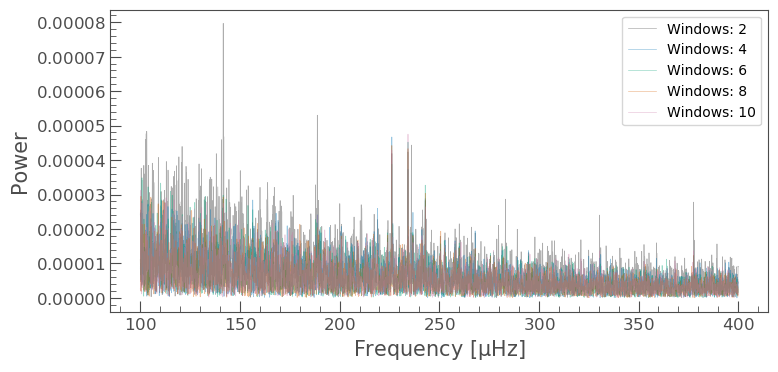 0.00008
0.00007
0.00006
0.00005
0.00004
0.00003
0.00002
0.00001
0.00000
Power
100 150 200 250 300 350 400
Frequency [µHz]
Windows: 2
Windows: 4
Windows: 6
Windows: 8
Windows: 10